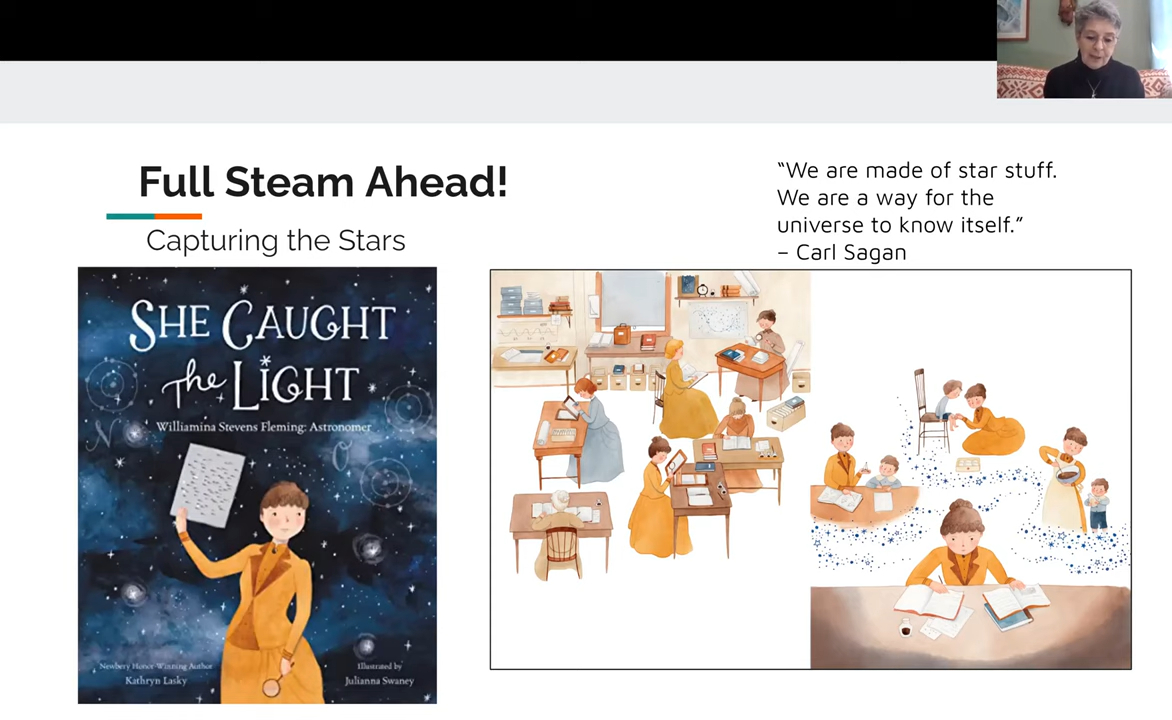 Full Steam Ahead!
Capturing the Stars
“We are made of star stuff.
We are a way for the
universe to know itself.”
– Carl Sagan
SHE CAUGHT
the LIGHT
Williamina Stevens Fleming: Astronomer
N
O
Newbery Honor-Winning Author
Kathryn Lasky
Illustrated by
Julianna Swaney